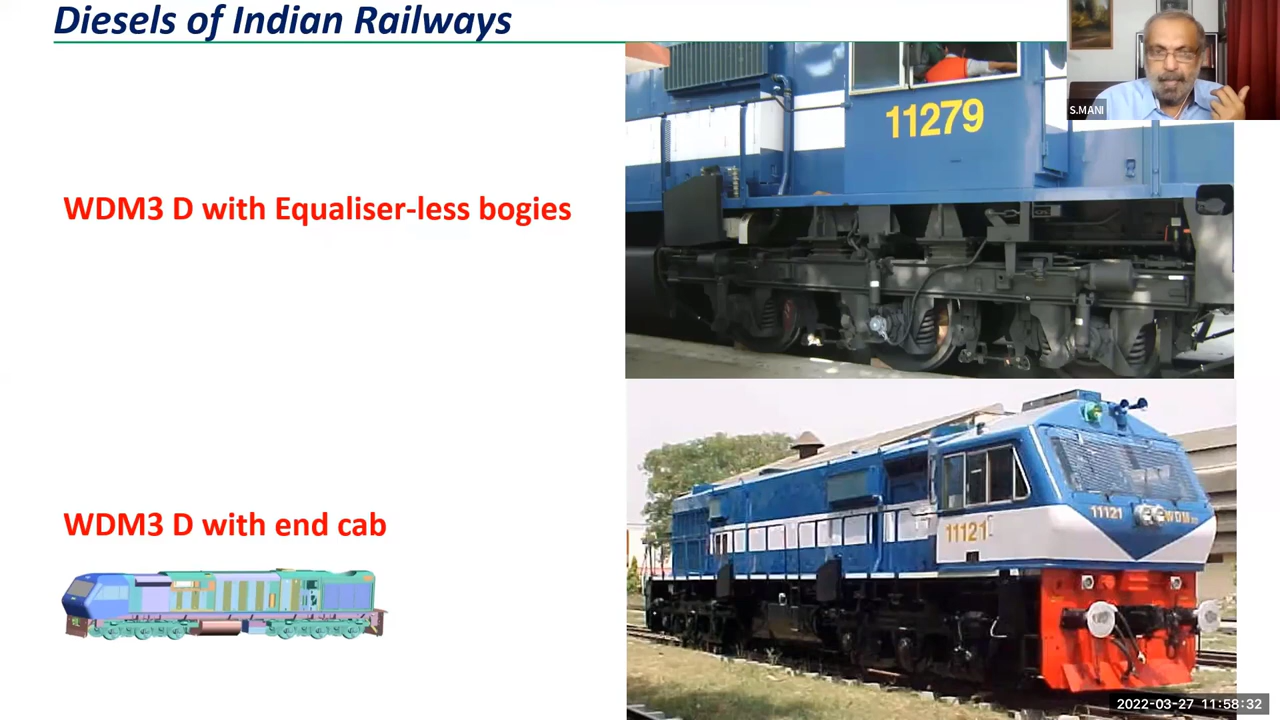 Diesels of Indian Railways
S.MANI
11279
WDM3 D with Equaliser-less bogies
WDM3 D with end cab
11121
11121
WDM
2022-03-27 11:58:32